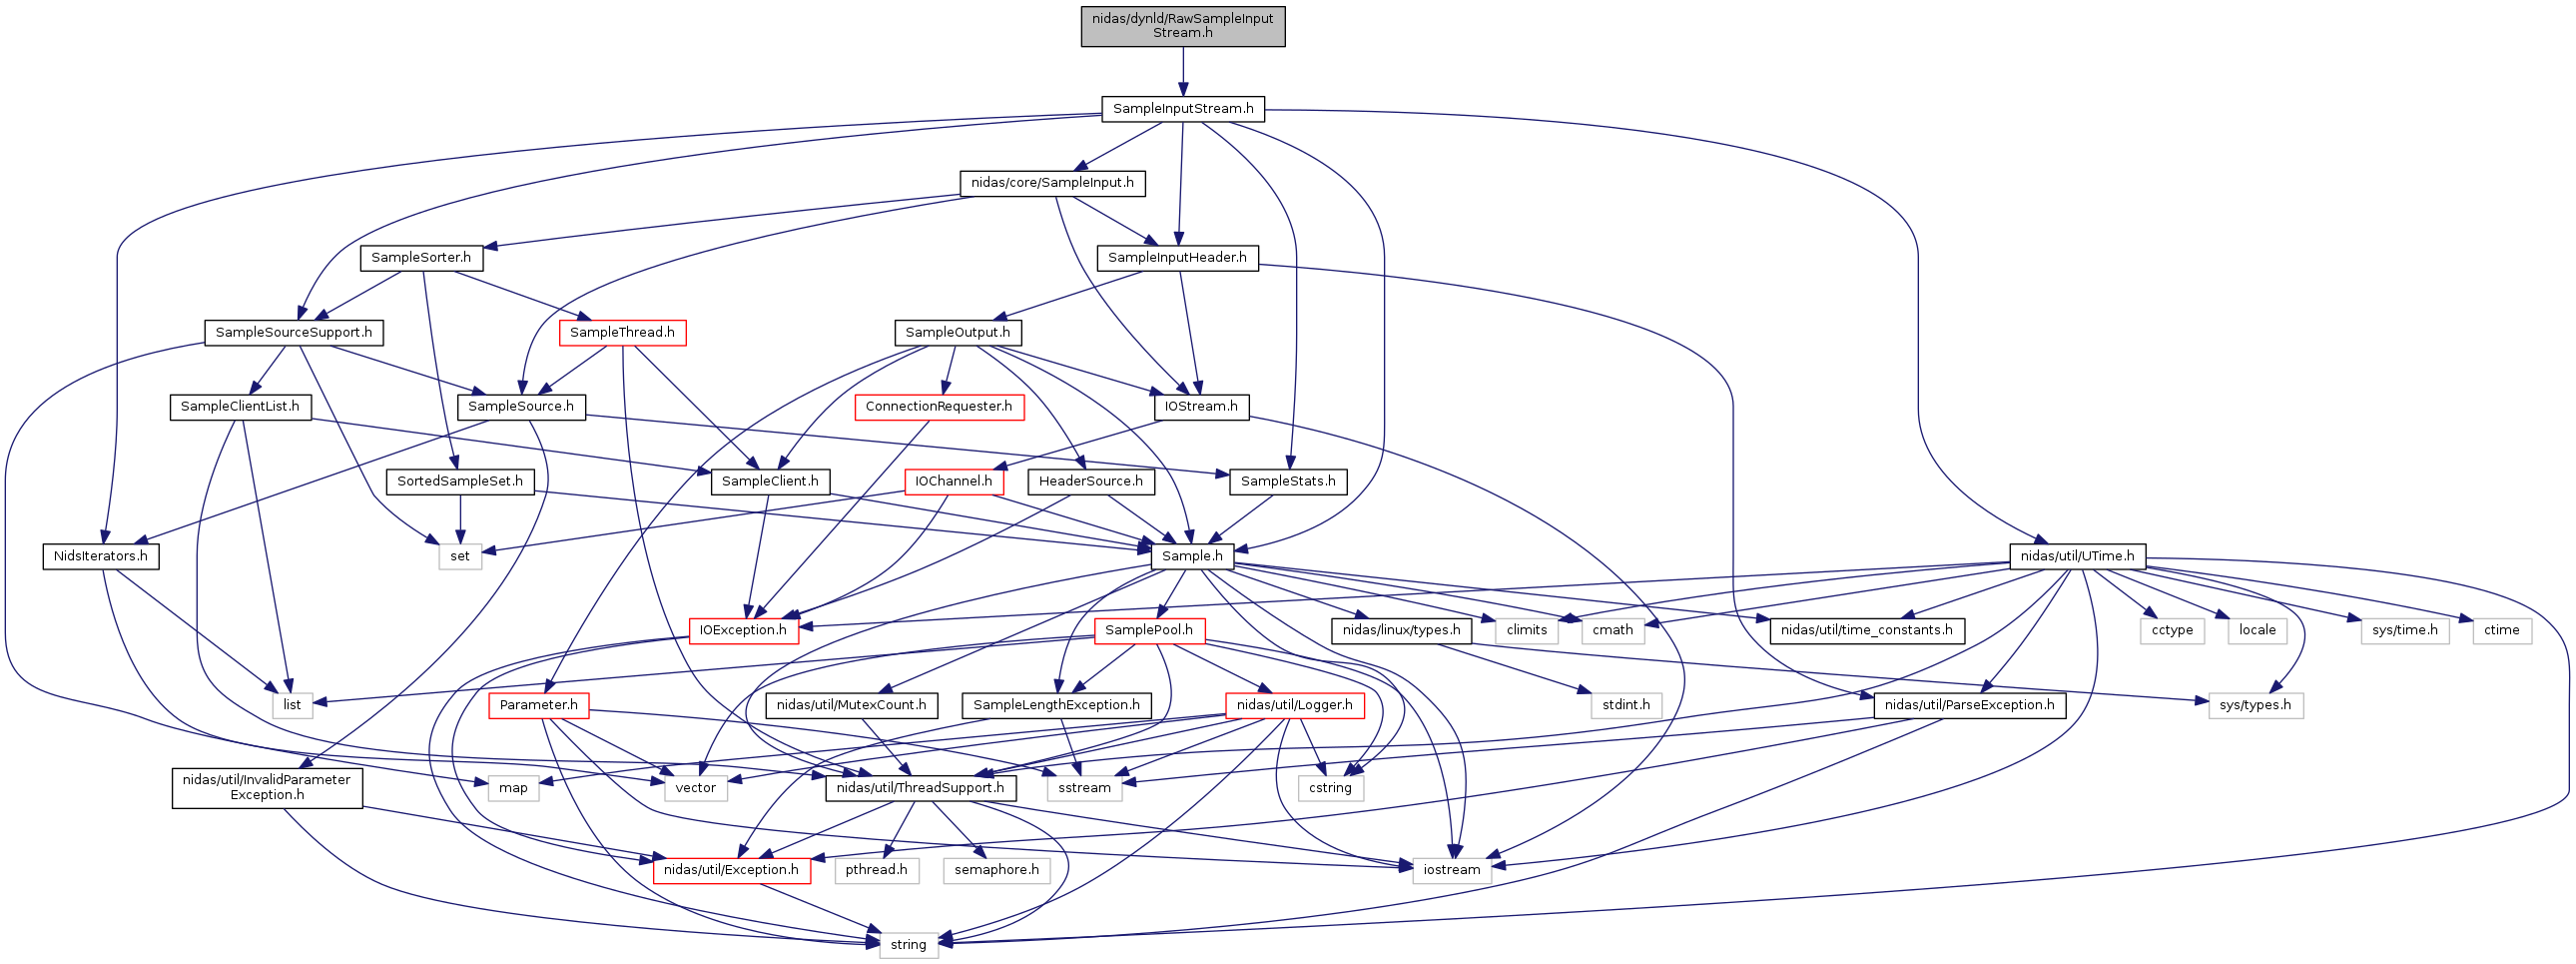 nidas/dynld/RawSampleInput
Stream.h
SampleInputStream.h
nidas/core/SampleInput.h
SampleSorter.h
SampleInputHeader.h
SampleSourceSupport.h
SampleThread.h
SampleOutput.h
SampleClientList.h
SampleSource.h
ConnectionRequester.h
IOStream.h
SortedSampleSet.h
SampleClient.h
IOChannel.h
HeaderSource.h
SampleStats.h
NidsIterators.h
set
Sample.h
nidas/util/UTime.h
IOException.h
SamplePool.h
nidas/linux/types.h
climits
cmath
nidas/util/time_constants.h
cctype
locale
sys/time.h
ctime
list
Parameter.h
nidas/util/MutexCount.h
SampleLengthException.h
nidas/util/Logger.h
stdint.h
nidas/util/ParseException.h
sys/types.h
nidas/util/InvalidParameter
Exception.h
map
vector
nidas/util/ThreadSupport.h
sstream
cstring
nidas/util/Exception.h
pthread.h
semaphore.h
iostream
string